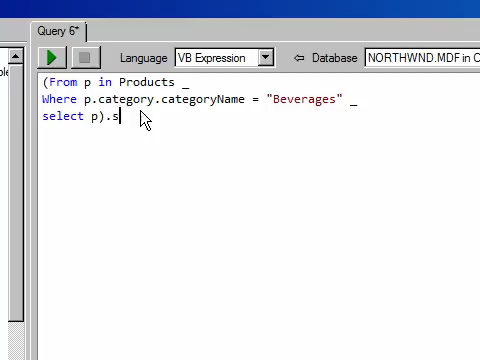 Query 6*
Language VB Expression Database NORTHWND.MDF in
(From p in Products _
Where p.category.categoryName = "Beverages" _
select p).s